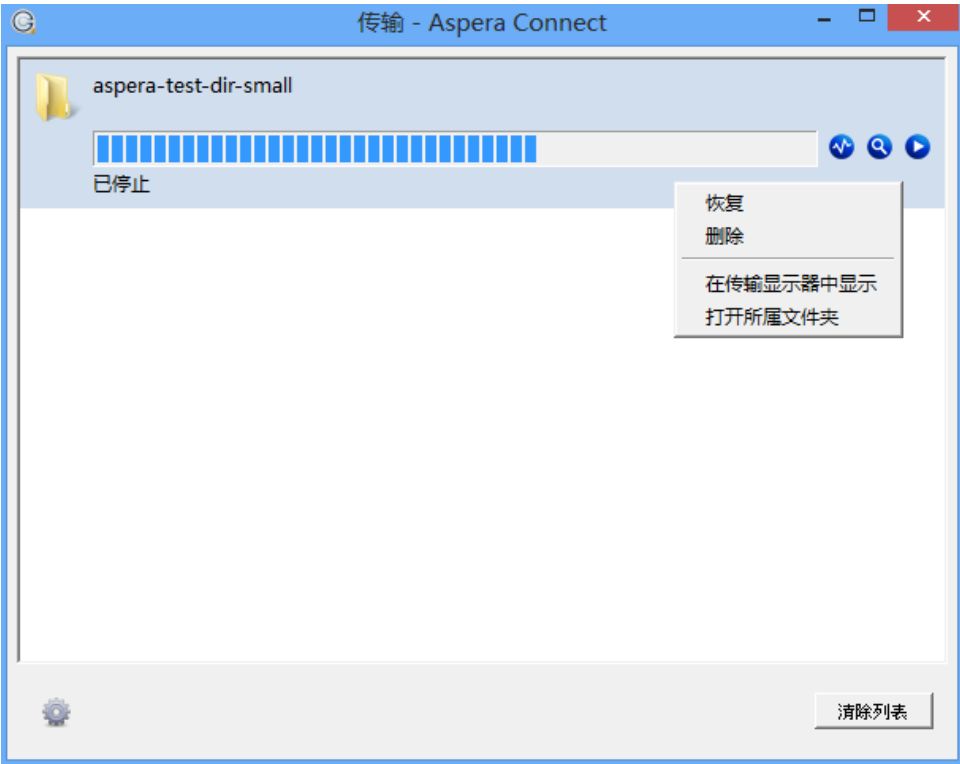 传输 - Aspera Connect
aspera-test-dir-small
已停止
恢复
删除
在传输显示器中显示
打开所属文件夹
清除列表